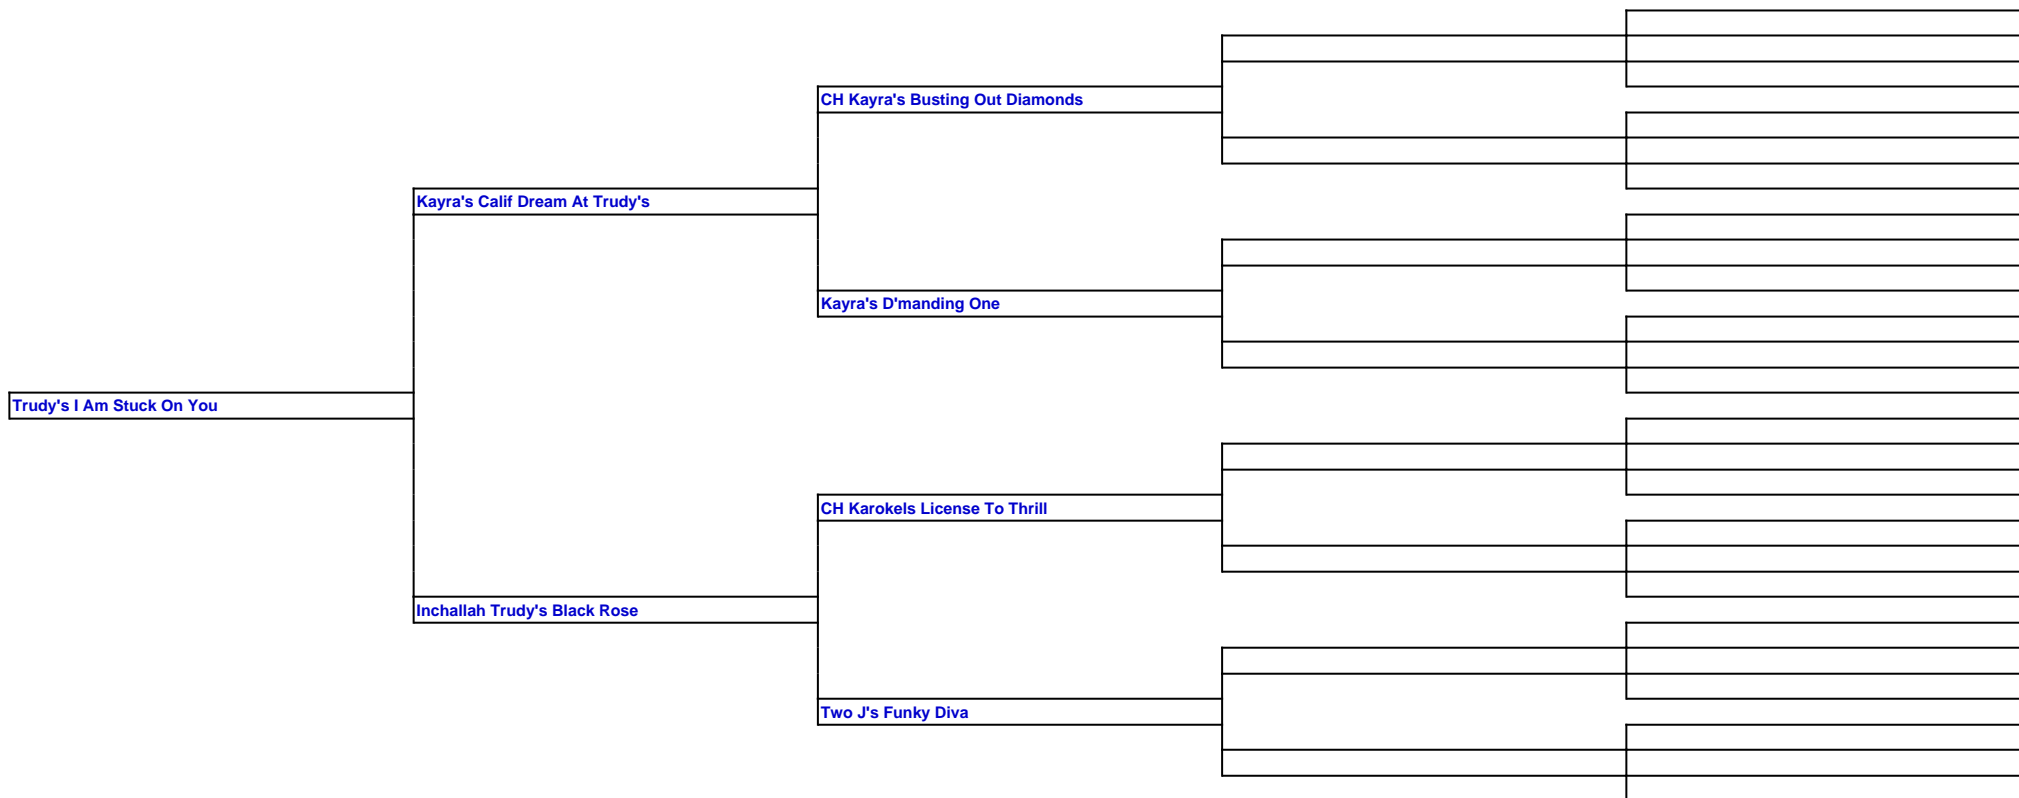 CH Kayra's Busting Out Diamonds
Kayra's Calif Dream At Trudy's
Kayra's D'manding One
Trudy's I Am Stuck On You
CH Karokels License To Thrill
Inchallah Trudy's Black Rose
Two J's Funky Diva